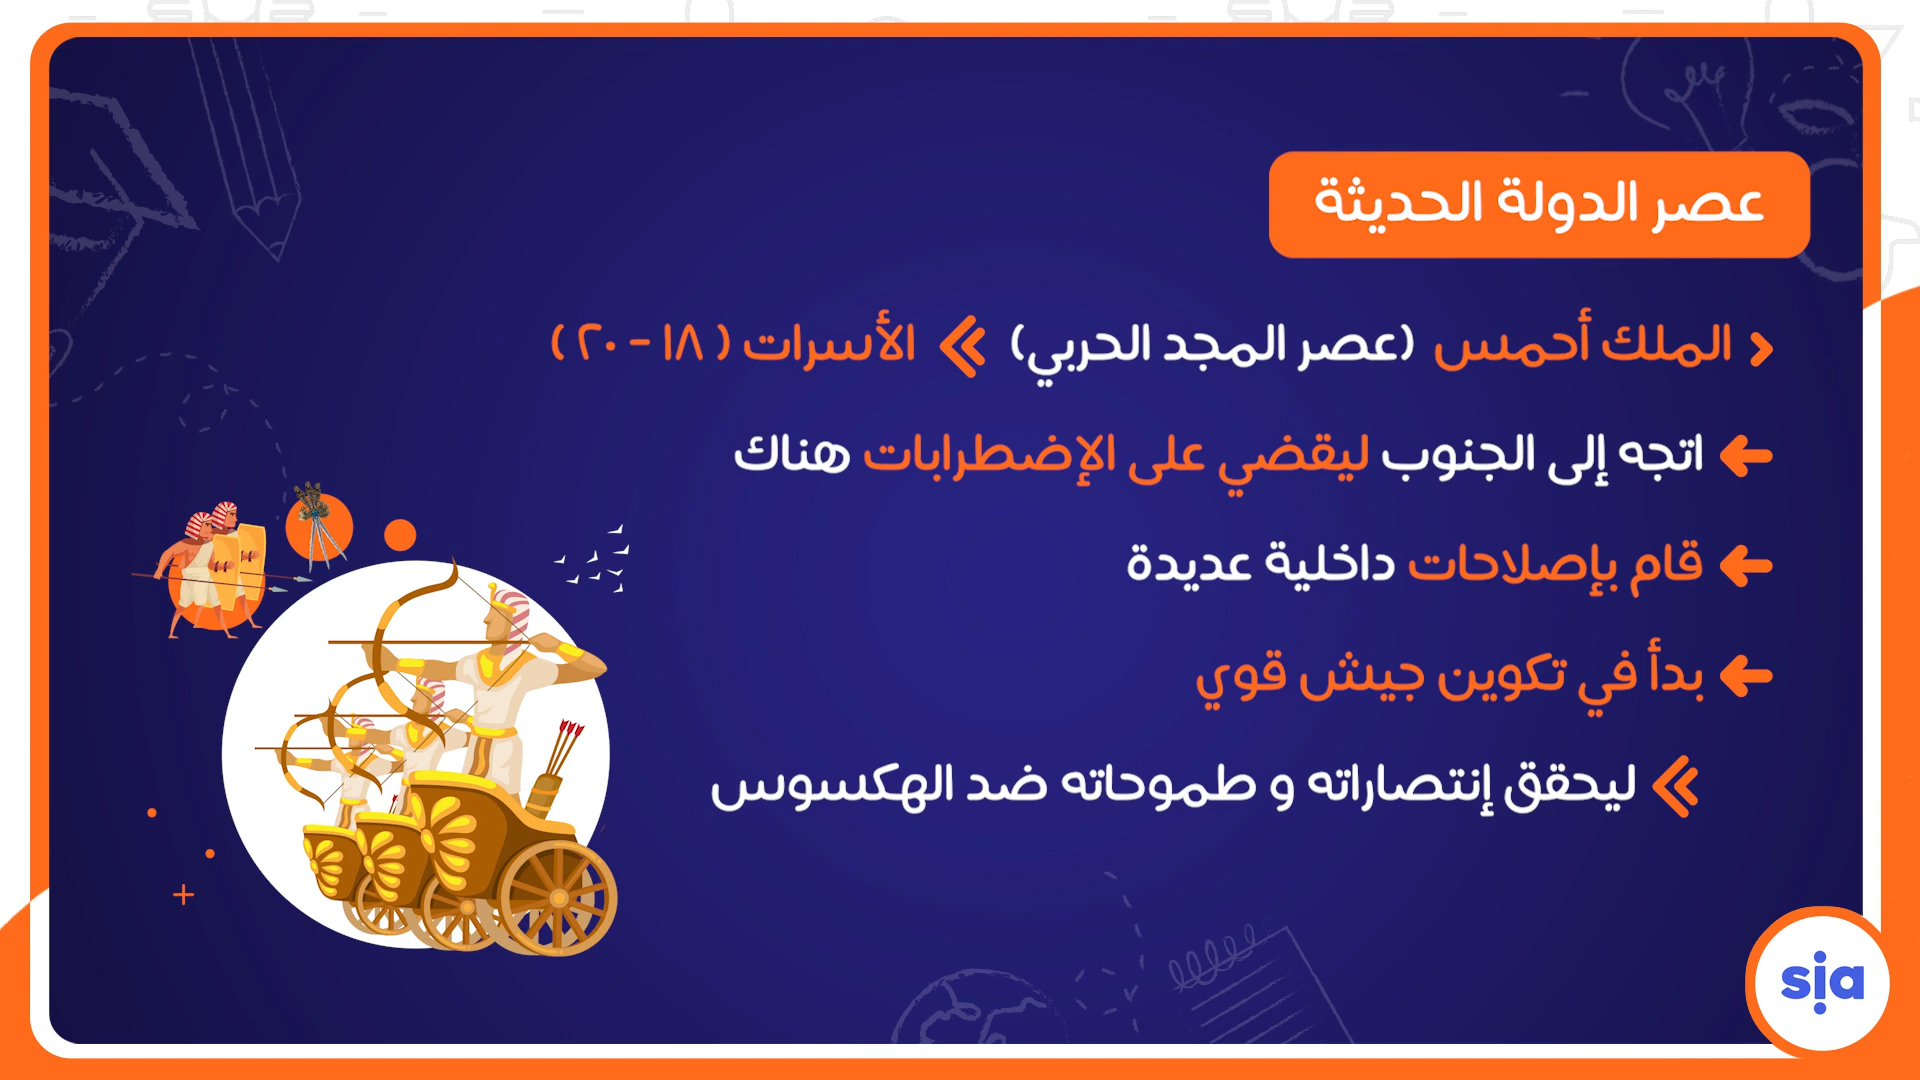 عصر الدولة الحديثة
الملك أحمس (عصر المجد الحربي) الأسرات ( ١٨ - ٢٠ )
اتجه إلى الجنوب ليقضي على الإضطرابات هناك
قام بإصلاحات داخلية عديدة
بدأ في تكوين جيش قوي
ليحقق إنتصاراته و طموحاته ضد الهكسوس
sia